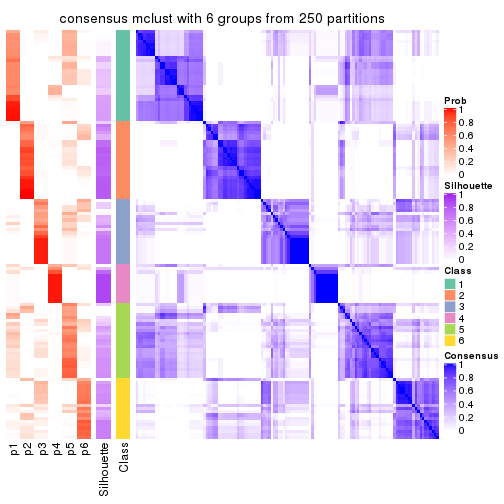 consensus mclust with 6 groups from 250 partitions
Prob
1
0.8
0.6
0.4
0.2
0
Silhouette
1
0.8
0.6
0.4
0.2
0
Class
1
2
3
4
5
6
Consensus
1
0.8
0.6
0.4
0.2
0
p1
p2
p3
p4
p5
p6
Silhouette
Class